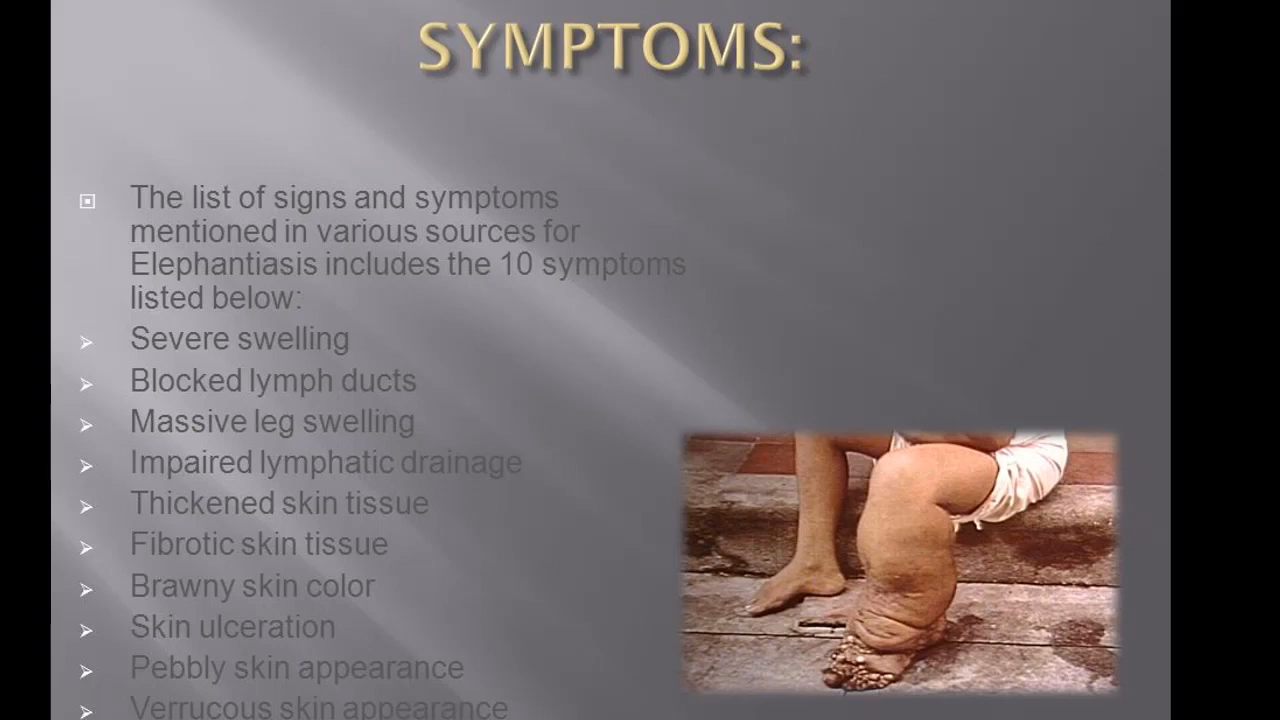 SYMPTOMS:
The list of signs and symptoms
mentioned in various sources for
Elephantiasis includes the 10 symptoms
listed below:
Severe swelling
Blocked lymph ducts
Massive leg swelling
Impaired lymphatic drainage
Thickened skin tissue
Fibrotic skin tissue
Brawny skin color
Skin ulceration
Pebbly skin appearance
Verrucous skin appearance